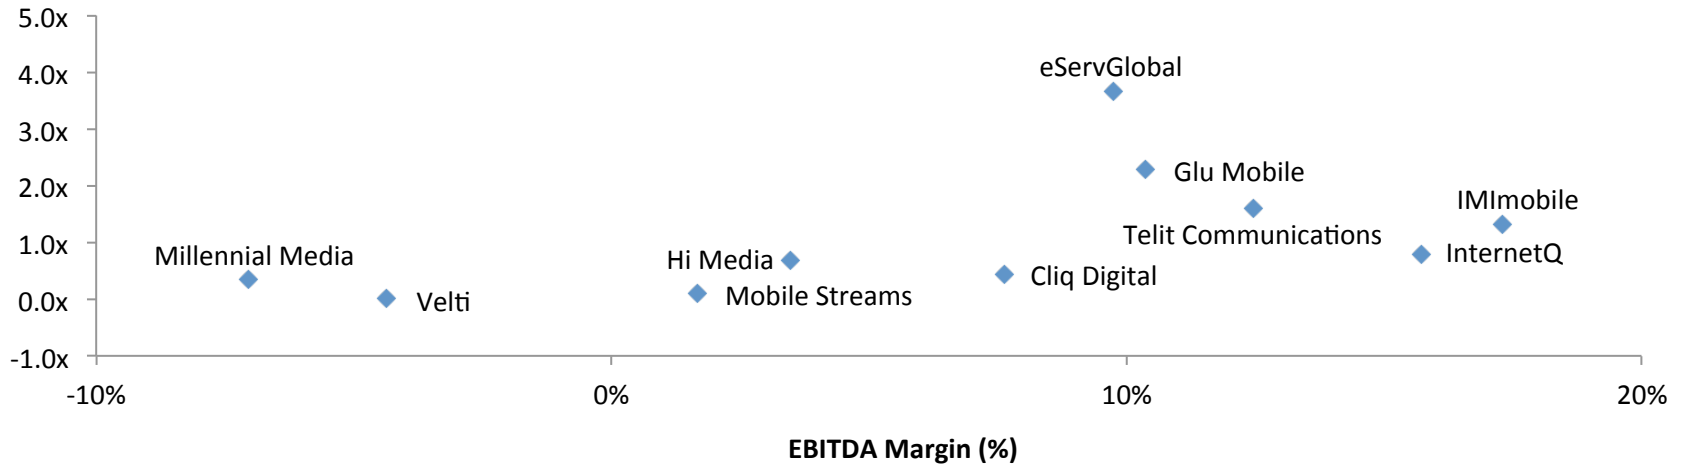 5.0x
4.0x
3.0x
2.0x
1.0x
0.0x
-1.0x
eServGlobal
Glu Mobile
IMImobile
Telit Communications
InternetQ
Millennial Media
Hi Media
Cliq Digital
Velti
Mobile Streams
-10%
0%
10%
20%
EBITDA Margin (%)